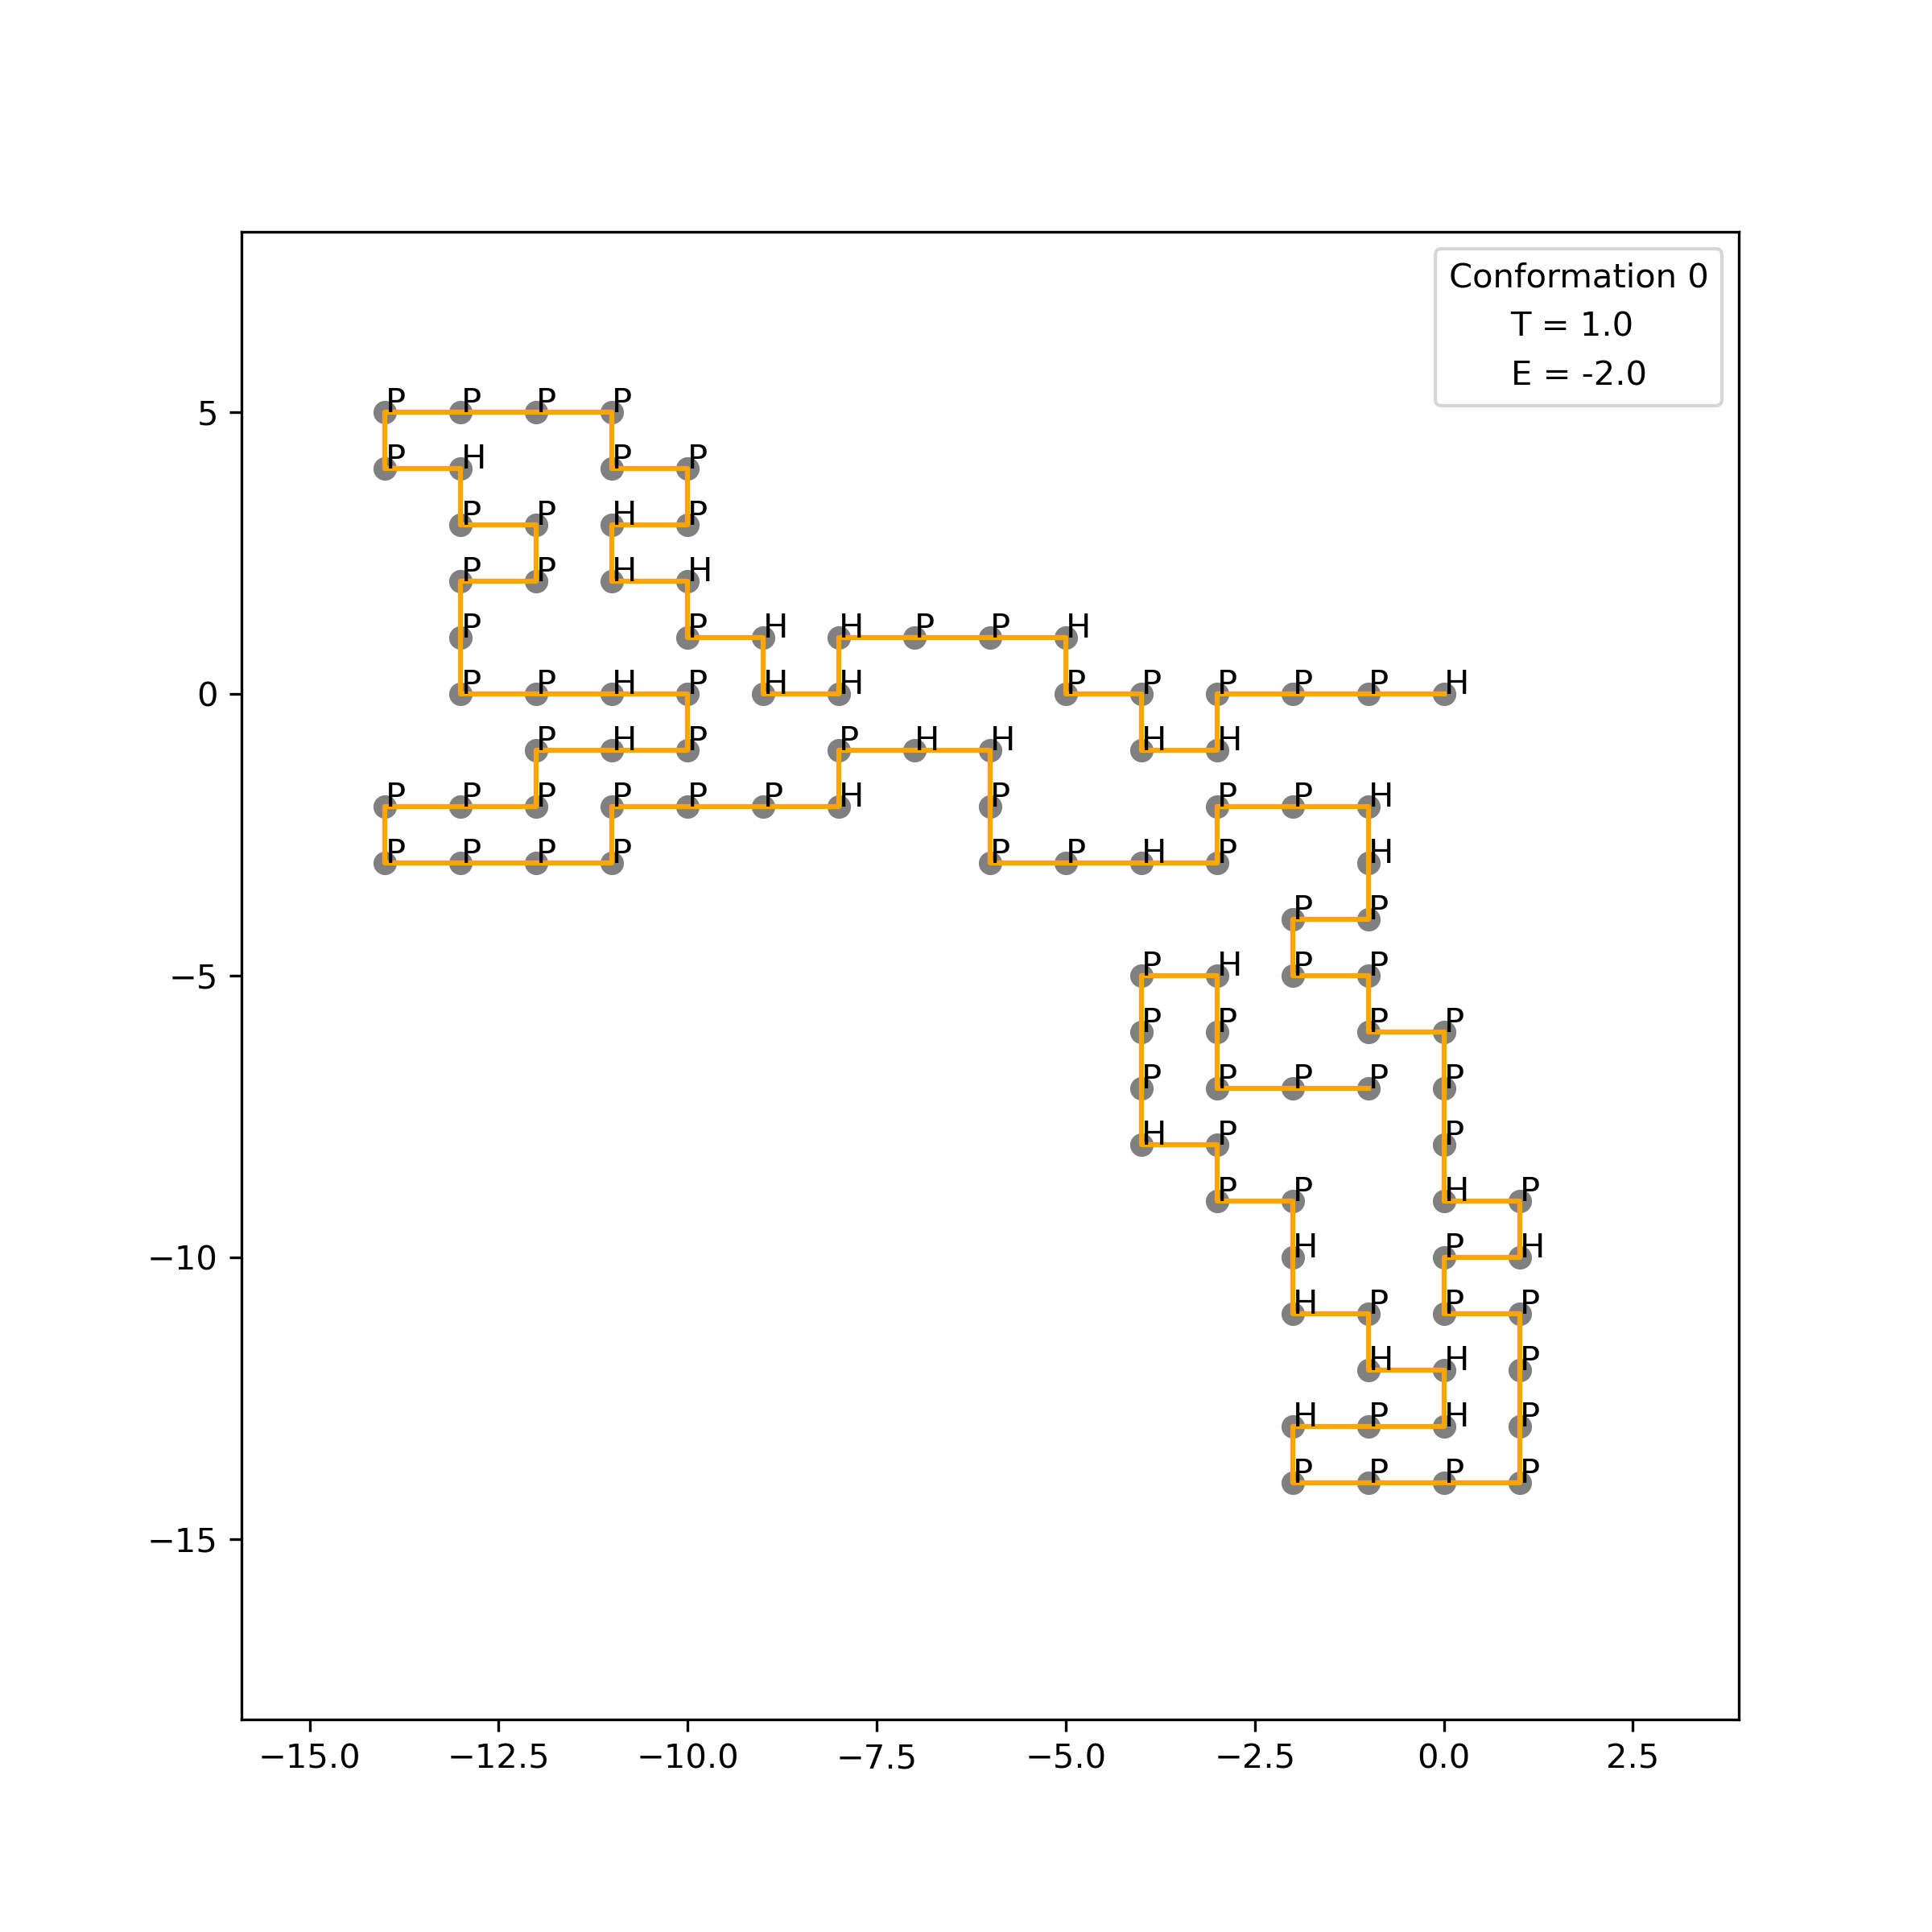 Conformation 0
T = 1.0
E = -2.0
P P P P
P H P P
P P H P
P P H H
P P H H P P H
P P H P H H P P P P P H
P H P P H H H H
P P P P P P H P P P H
P P P P P P H P H
P P
P H P P
P P P P
P P P P P
H P P
P P H P
H P H
H P P P
H H P
H P H P
P P P P
5
0
−5
−10
−15
−15.0 −12.5 −10.0 −7.5 −5.0 −2.5 0.0 2.5